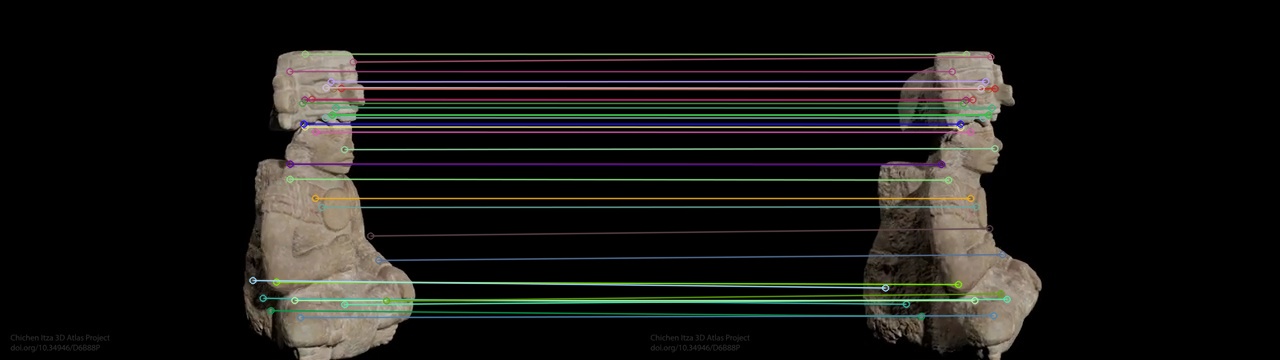 Chichen Itza 3D Atlas Project
doi.org/10.34946/D6B88P
Chichen Itza 3D Atlas Project
doi.org/10.34946/D6B88P